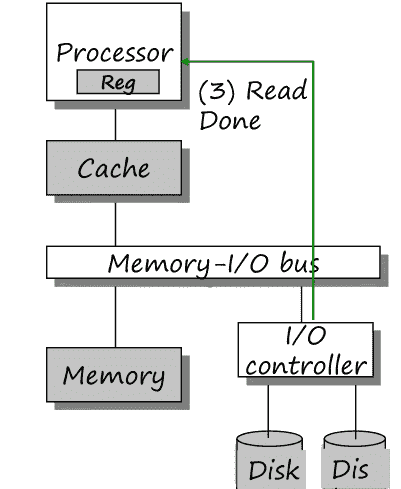 Processor
Reg
(3) Read
Done
Cache
Memory-I/O bus
I/O
controller
Memory
Disk
Dis